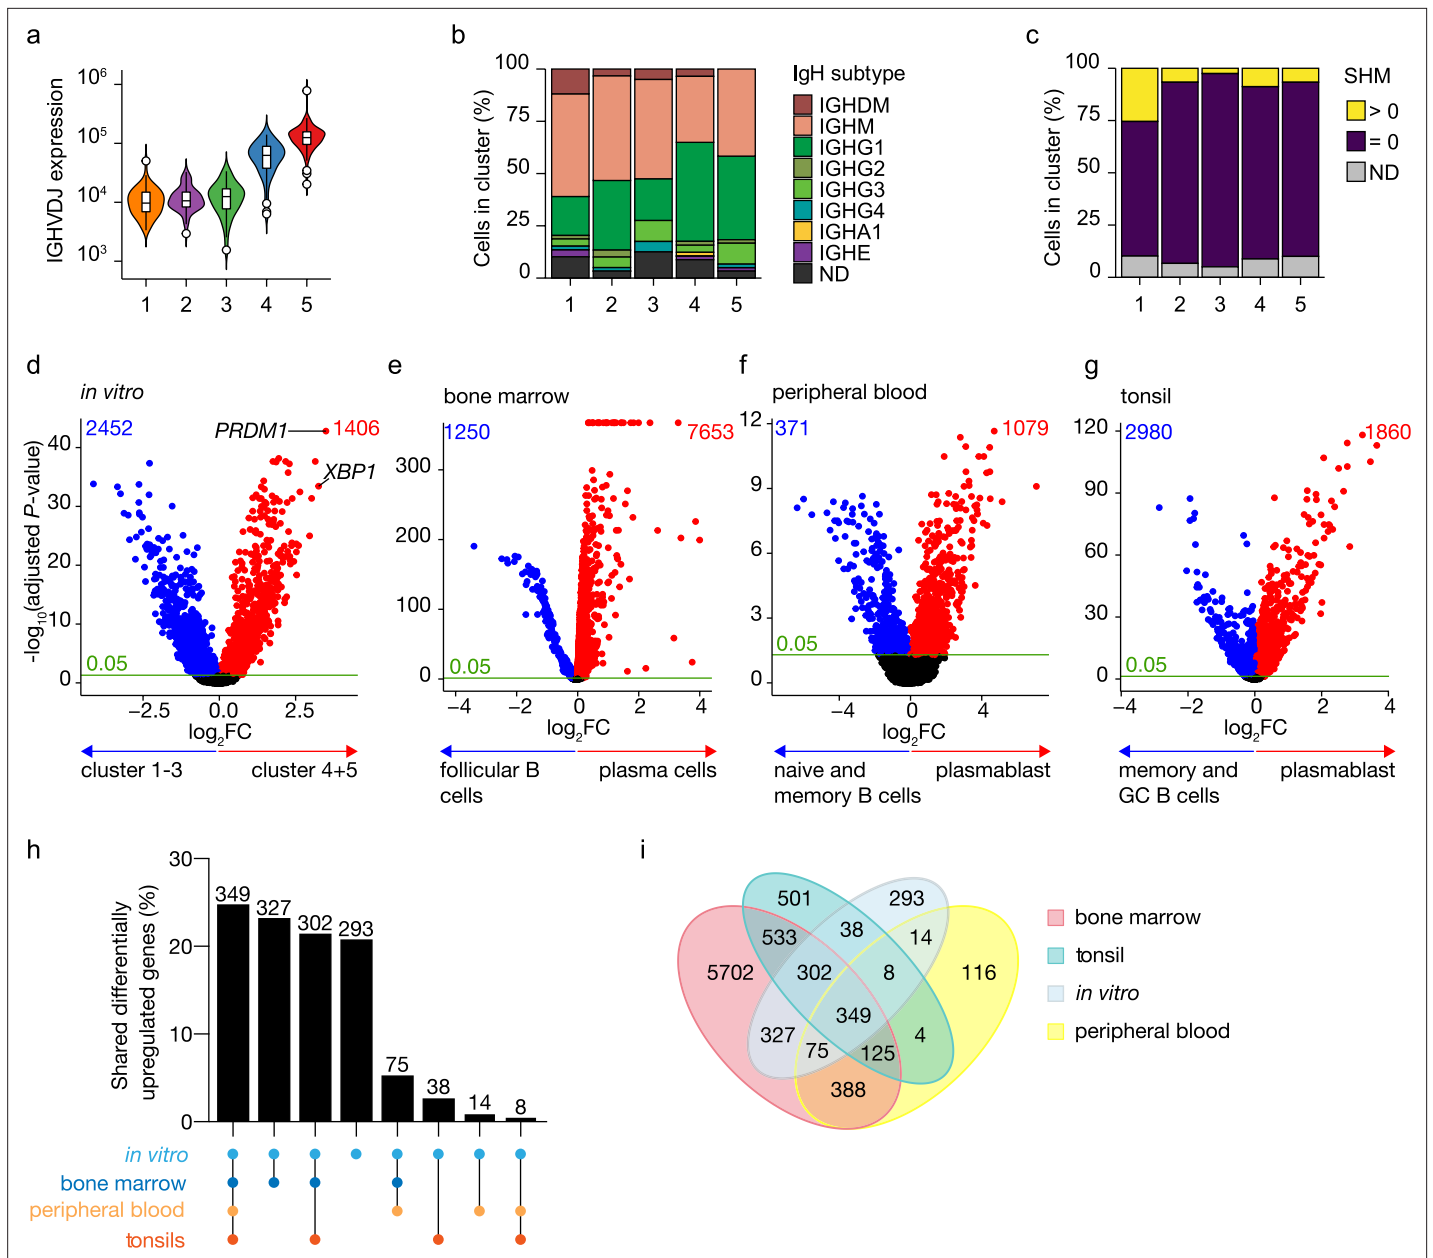 a
IGHVDJ expression
10⁶
10⁵
10⁴
10³
1 2 3 4 5
b
Cells in cluster (%)
100
75
50
25
0
1 2 3 4 5
IgH subtype
IGHDM
IGHM
IGHG1
IGHG2
IGHG3
IGHG4
IGHA1
IGHE
ND
c
Cells in cluster (%)
100
75
50
25
0
1 2 3 4 5
SHM
> 0
= 0
ND
d
in vitro
2452
1406
PRDM1
XBP1
-log₁₀(adjusted P-value)
40
30
20
10
0
0.05
−2.5 0.0 2.5
log₂FC
cluster 1-3
cluster 4+5
e
bone marrow
1250
7653
300
200
100
0
0.05
−4 −2 0 2 4
log₂FC
follicular B
cells
plasma cells
f
peripheral blood
371
1079
12
9
6
3
0
0.05
−4 0 4
log₂FC
naive and
memory B cells
plasmablast
g
tonsil
2980
1860
120
90
60
30
0
0.05
−4 −2 0 2 4
log₂FC
memory and
GC B cells
plasmablast
h
Shared differentially
upregulated genes (%)
30
20
10
0
349 327 302 293 75 38 14 8
in vitro
bone marrow
peripheral blood
tonsils
i
501 293
533 38 14
5702 302 8 116
349
327 75 125 4
388
bone marrow
tonsil
in vitro
peripheral blood